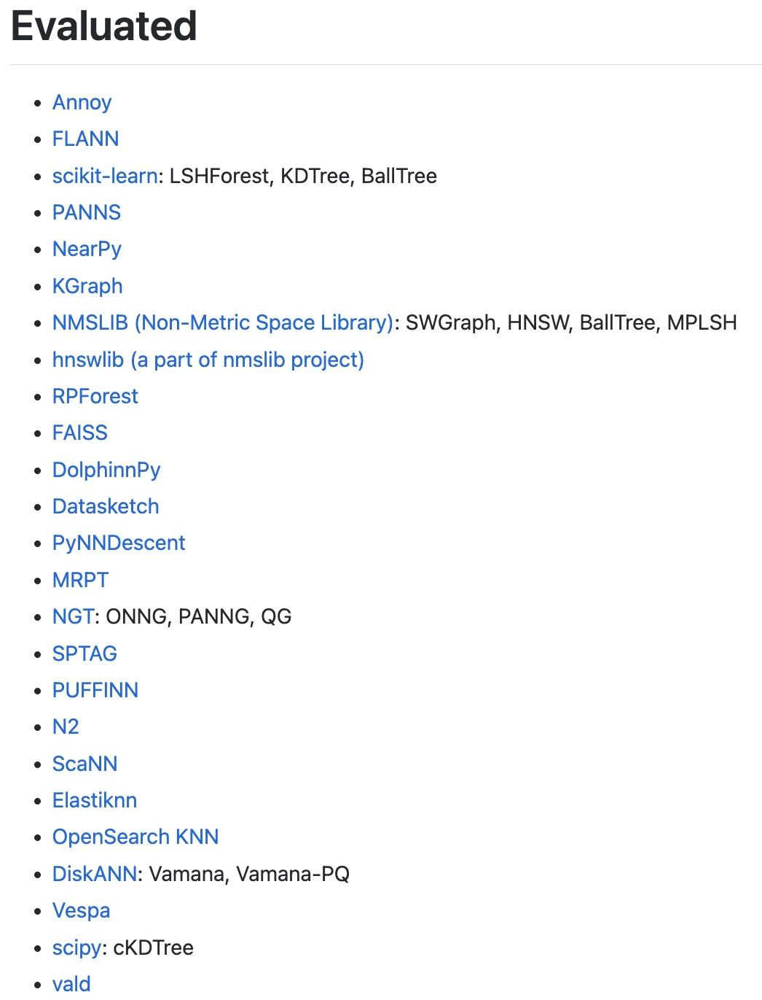 Evaluated
Annoy
FLANN
scikit-learn: LSHForest, KDTree, BallTree
PANNS
NearPy
KGraph
NMSLIB (Non-Metric Space Library): SWGraph, HNSW, BallTree, MPLSH
hnswlib (a part of nmslib project)
RPForest
FAISS
DolphinnPy
Datasketch
PyNNDescent
MRPT
NGT: ONNG, PANNG, QG
SPTAG
PUFFINN
N2
ScaNN
Elastiknn
OpenSearch KNN
DiskANN: Vamana, Vamana-PQ
Vespa
scipy: cKDTree
vald